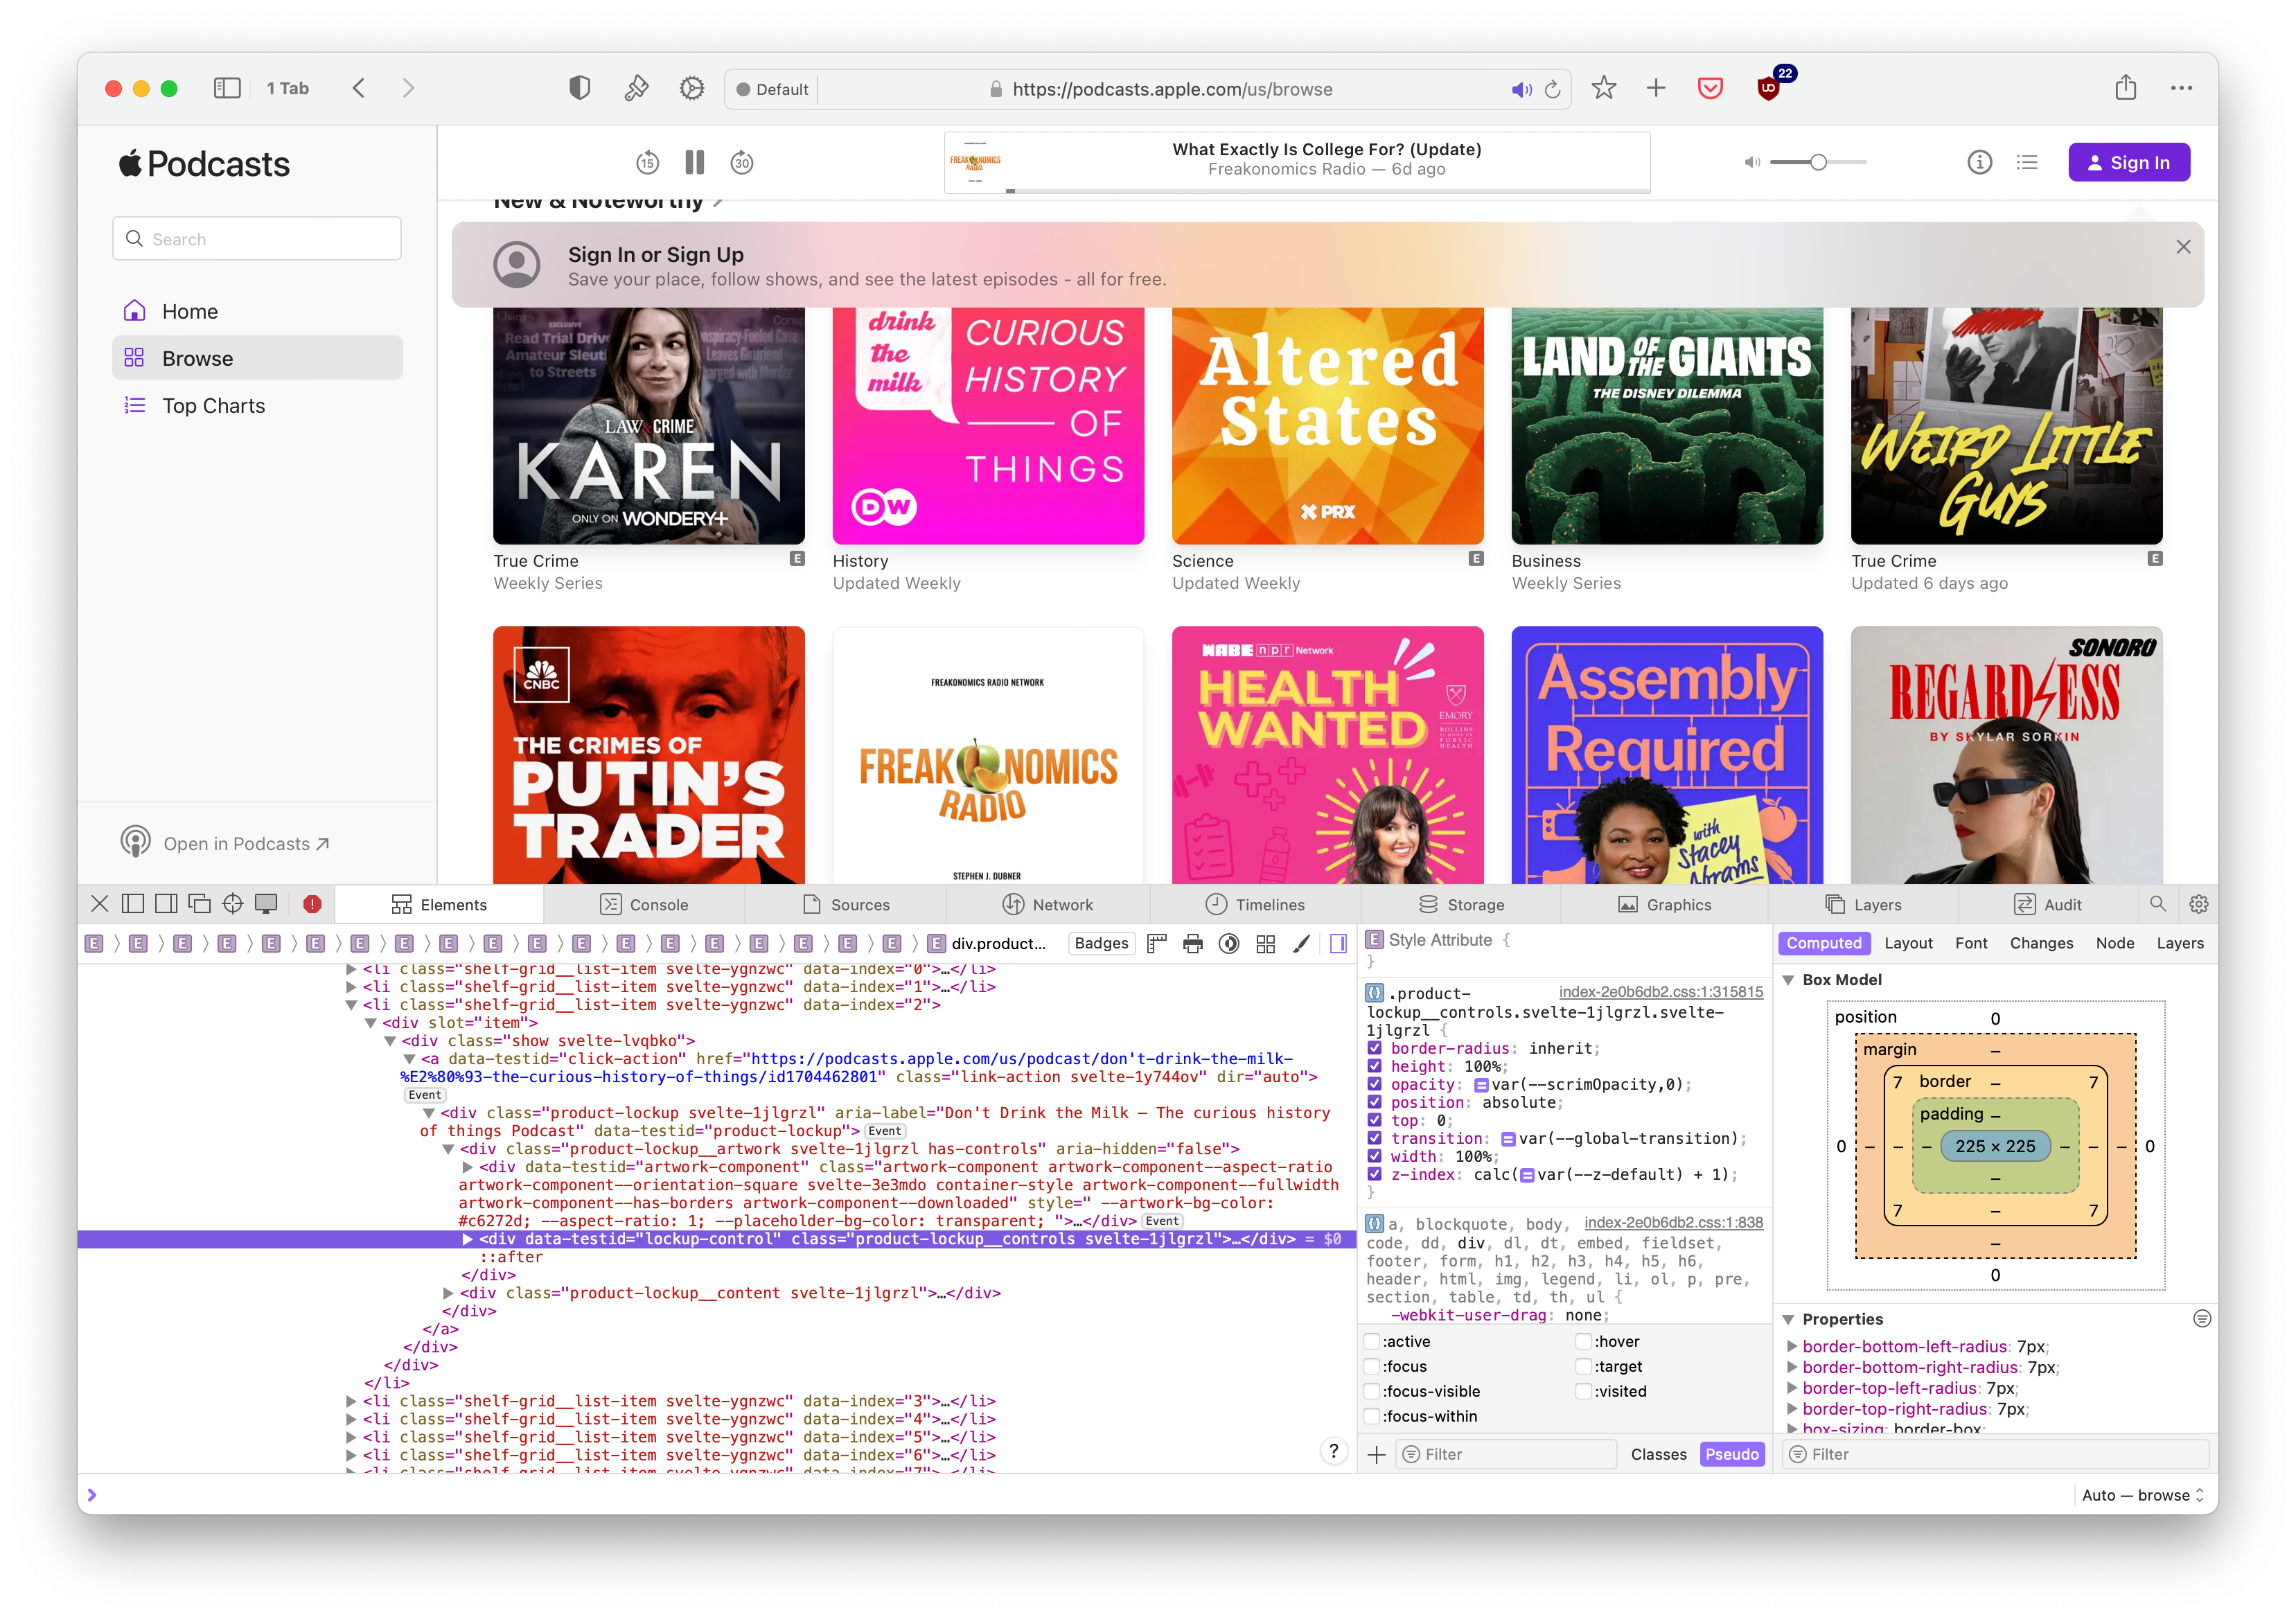 1 Tab
Default
https://podcasts.apple.com/us/browse
22
Podcasts
Search
Home
Browse
Top Charts
Open in Podcasts
15
30
What Exactly Is College For? (Update)
Freakonomics Radio — 6d ago
Sign In
New & Noteworthy
Sign In or Sign Up
Save your place, follow shows, and see the latest episodes - all for free.
LAW&CRIME
KAREN
ONLY ON WONDERY+
drink
the
milk
CURIOUS
HISTORY
OF
THINGS
DW
Altered
States
PRX
LAND OF THE GIANTS
THE DISNEY DILEMMA
WEIRD LITTLE
GUYS
True Crime
E
Weekly Series
History
Updated Weekly
Science
E
Updated Weekly
Business
Weekly Series
True Crime
E
Updated 6 days ago
CNBC
THE CRIMES OF
PUTIN'S
TRADER
FREAKONOMICS RADIO NETWORK
FREAKONOMICS
RADIO
STEPHEN J. DUBNER
WABE npr Network
HEALTH
WANTED
EMORY
Assembly
Required
with
Stacey
Abrams
SONORO
REGARDLESS
BY SKYLAR SORKIN
Elements
Console
Sources
Network
Timelines
Storage
Graphics
Layers
Audit
E E E E E E E E E E E E E E E E E E E E div.product...
Badges
<li class="shelf-grid__list-item svelte-ygnzwc" data-index="0">…</li>
<li class="shelf-grid__list-item svelte-ygnzwc" data-index="1">…</li>
<li class="shelf-grid__list-item svelte-ygnzwc" data-index="2">
<div slot="item">
<div class="show svelte-lvqbko">
<a data-testid="click-action" href="https://podcasts.apple.com/us/podcast/don't-drink-the-milk-
%E2%80%93-the-curious-history-of-things/id1704462801" class="link-action svelte-1y744ov" dir="auto">
Event
<div class="product-lockup svelte-1jlgrzl" aria-label="Don't Drink the Milk – The curious history
of things Podcast" data-testid="product-lockup"> Event
<div class="product-lockup__artwork svelte-1jlgrzl has-controls" aria-hidden="false">
<div data-testid="artwork-component" class="artwork-component artwork-component--aspect-ratio
artwork-component--orientation-square svelte-3e3mdo container-style artwork-component--fullwidth
artwork-component--has-borders artwork-component--downloaded" style=" --artwork-bg-color:
#c6272d; --aspect-ratio: 1; --placeholder-bg-color: transparent; ">…</div> Event
<div data-testid="lockup-control" class="product-lockup__controls svelte-1jlgrzl">…</div> = $0
::after
</div>
<div class="product-lockup__content svelte-1jlgrzl">…</div>
</div>
</a>
</div>
</div>
</li>
<li class="shelf-grid__list-item svelte-ygnzwc" data-index="3">…</li>
<li class="shelf-grid__list-item svelte-ygnzwc" data-index="4">…</li>
<li class="shelf-grid__list-item svelte-ygnzwc" data-index="5">…</li>
<li class="shelf-grid__list-item svelte-ygnzwc" data-index="6">…</li>
<li class="shelf-grid__list-item svelte-ygnzwc" data-index="7">…</li>
?
E Style Attribute {
}
.product-
index-2e0b6db2.css:1:315815
lockup__controls.svelte-1jlgrzl.svelte-
1jlgrzl {
border-radius: inherit;
height: 100%;
opacity: var(--scrimOpacity,0);
position: absolute;
top: 0;
transition: var(--global-transition);
width: 100%;
z-index: calc(var(--z-default) + 1);
}
a, blockquote, body,
index-2e0b6db2.css:1:838
code, dd, div, dl, dt, embed, fieldset,
footer, form, h1, h2, h3, h4, h5, h6,
header, html, img, legend, li, ol, p, pre,
section, table, td, th, ul {
-webkit-user-drag: none;
:active
:hover
:focus
:target
:focus-visible
:visited
:focus-within
Filter
Classes
Pseudo
Computed
Layout
Font
Changes
Node
Layers
Box Model
position 0
margin –
7 border – 7
padding –
0 – – – 225 × 225 – – – 0
–
7 – 7
–
0
Properties
border-bottom-left-radius: 7px;
border-bottom-right-radius: 7px;
border-top-left-radius: 7px;
border-top-right-radius: 7px;
box-sizing: border-box;
Filter
Auto — browse